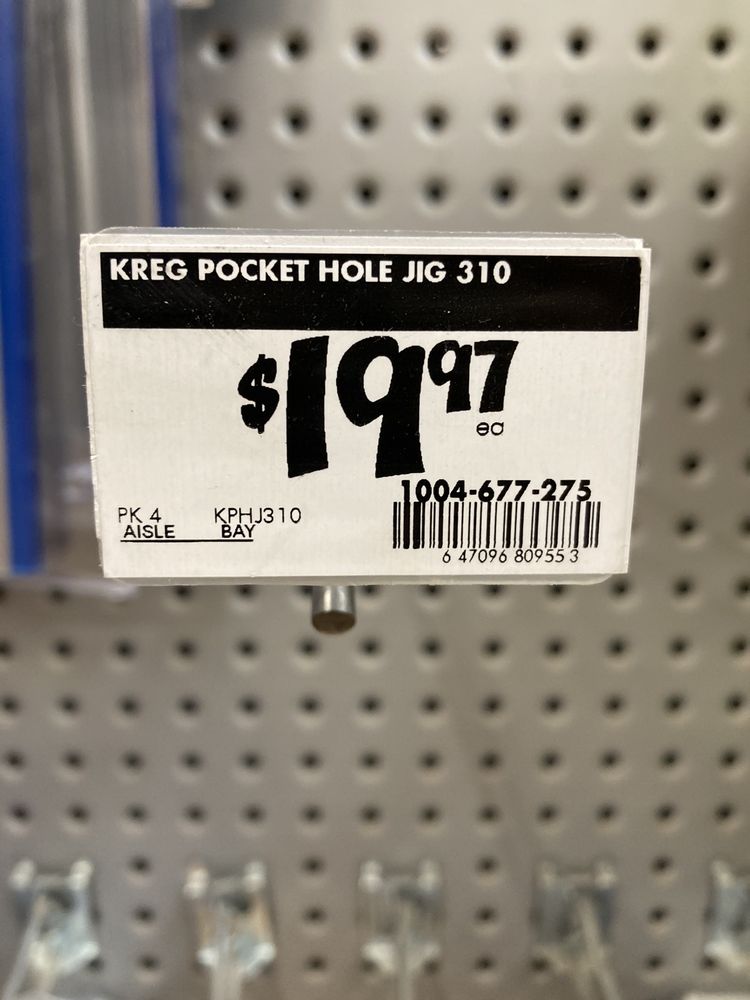 KREG POCKET HOLE JIG 310
$19 97
ea
1004-677-275
PK 4 KPHJ310
AISLE BAY
6 47096 80955 3